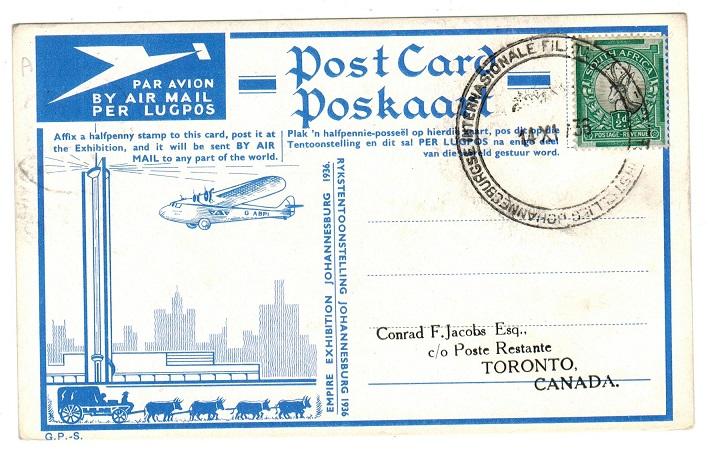 PAR AVION
BY AIR MAIL
PER LUGPOS
Post Card
Poskaart
Affix a halfpenny stamp to this card, post it at
the Exhibition, and it will be sent BY AIR
MAIL to any part of the world.
Plak 'n halfpennie-posseël op hierdie kaart, pos dit op die
Tentoonstelling en dit sal PER LUGPOS na enige deel
van die wêreld gestuur word.
SOUTH AFRICA
½d
POSTAGE·REVENUE
JOHANNESBURGSE INTERNASIONALE
G ABPI
EMPIRE EXHIBITION JOHANNESBURG 1936.
RYKSTENTOONSTELLING JOHANNESBURG 1936
Conrad F. Jacobs Esq.,
c/o Poste Restante
TORONTO,
CANADA.
G.P.-S.